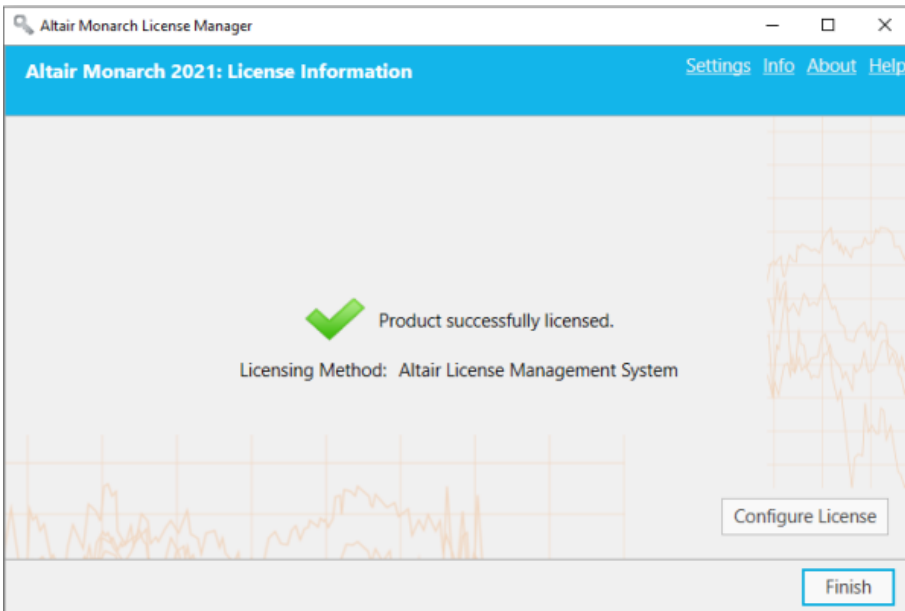 Altair Monarch License Manager
Altair Monarch 2021: License Information
Settings Info About Help
Product successfully licensed.
Licensing Method: Altair License Management System
Configure License
Finish